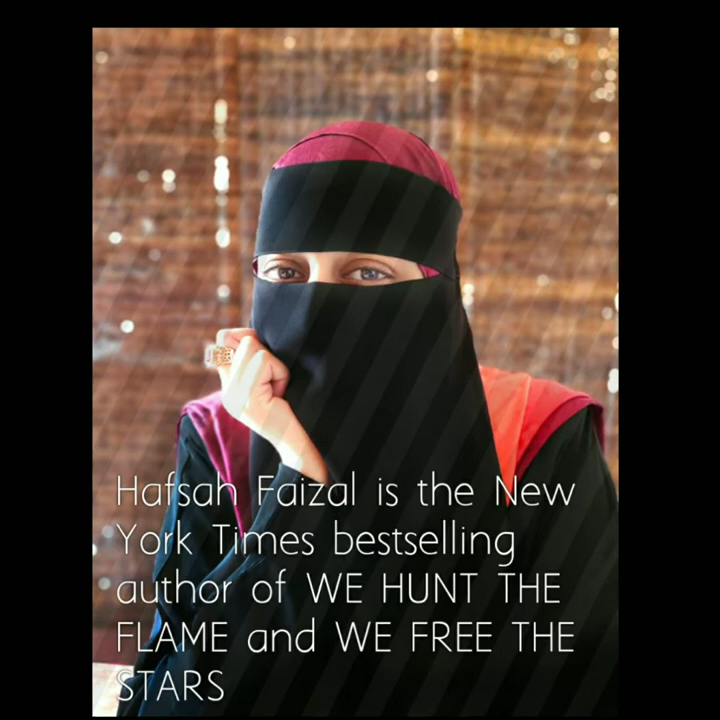 Hafsah Faizal is the New
York Times bestselling
author of WE HUNT THE
FLAME and WE FREE THE
STARS